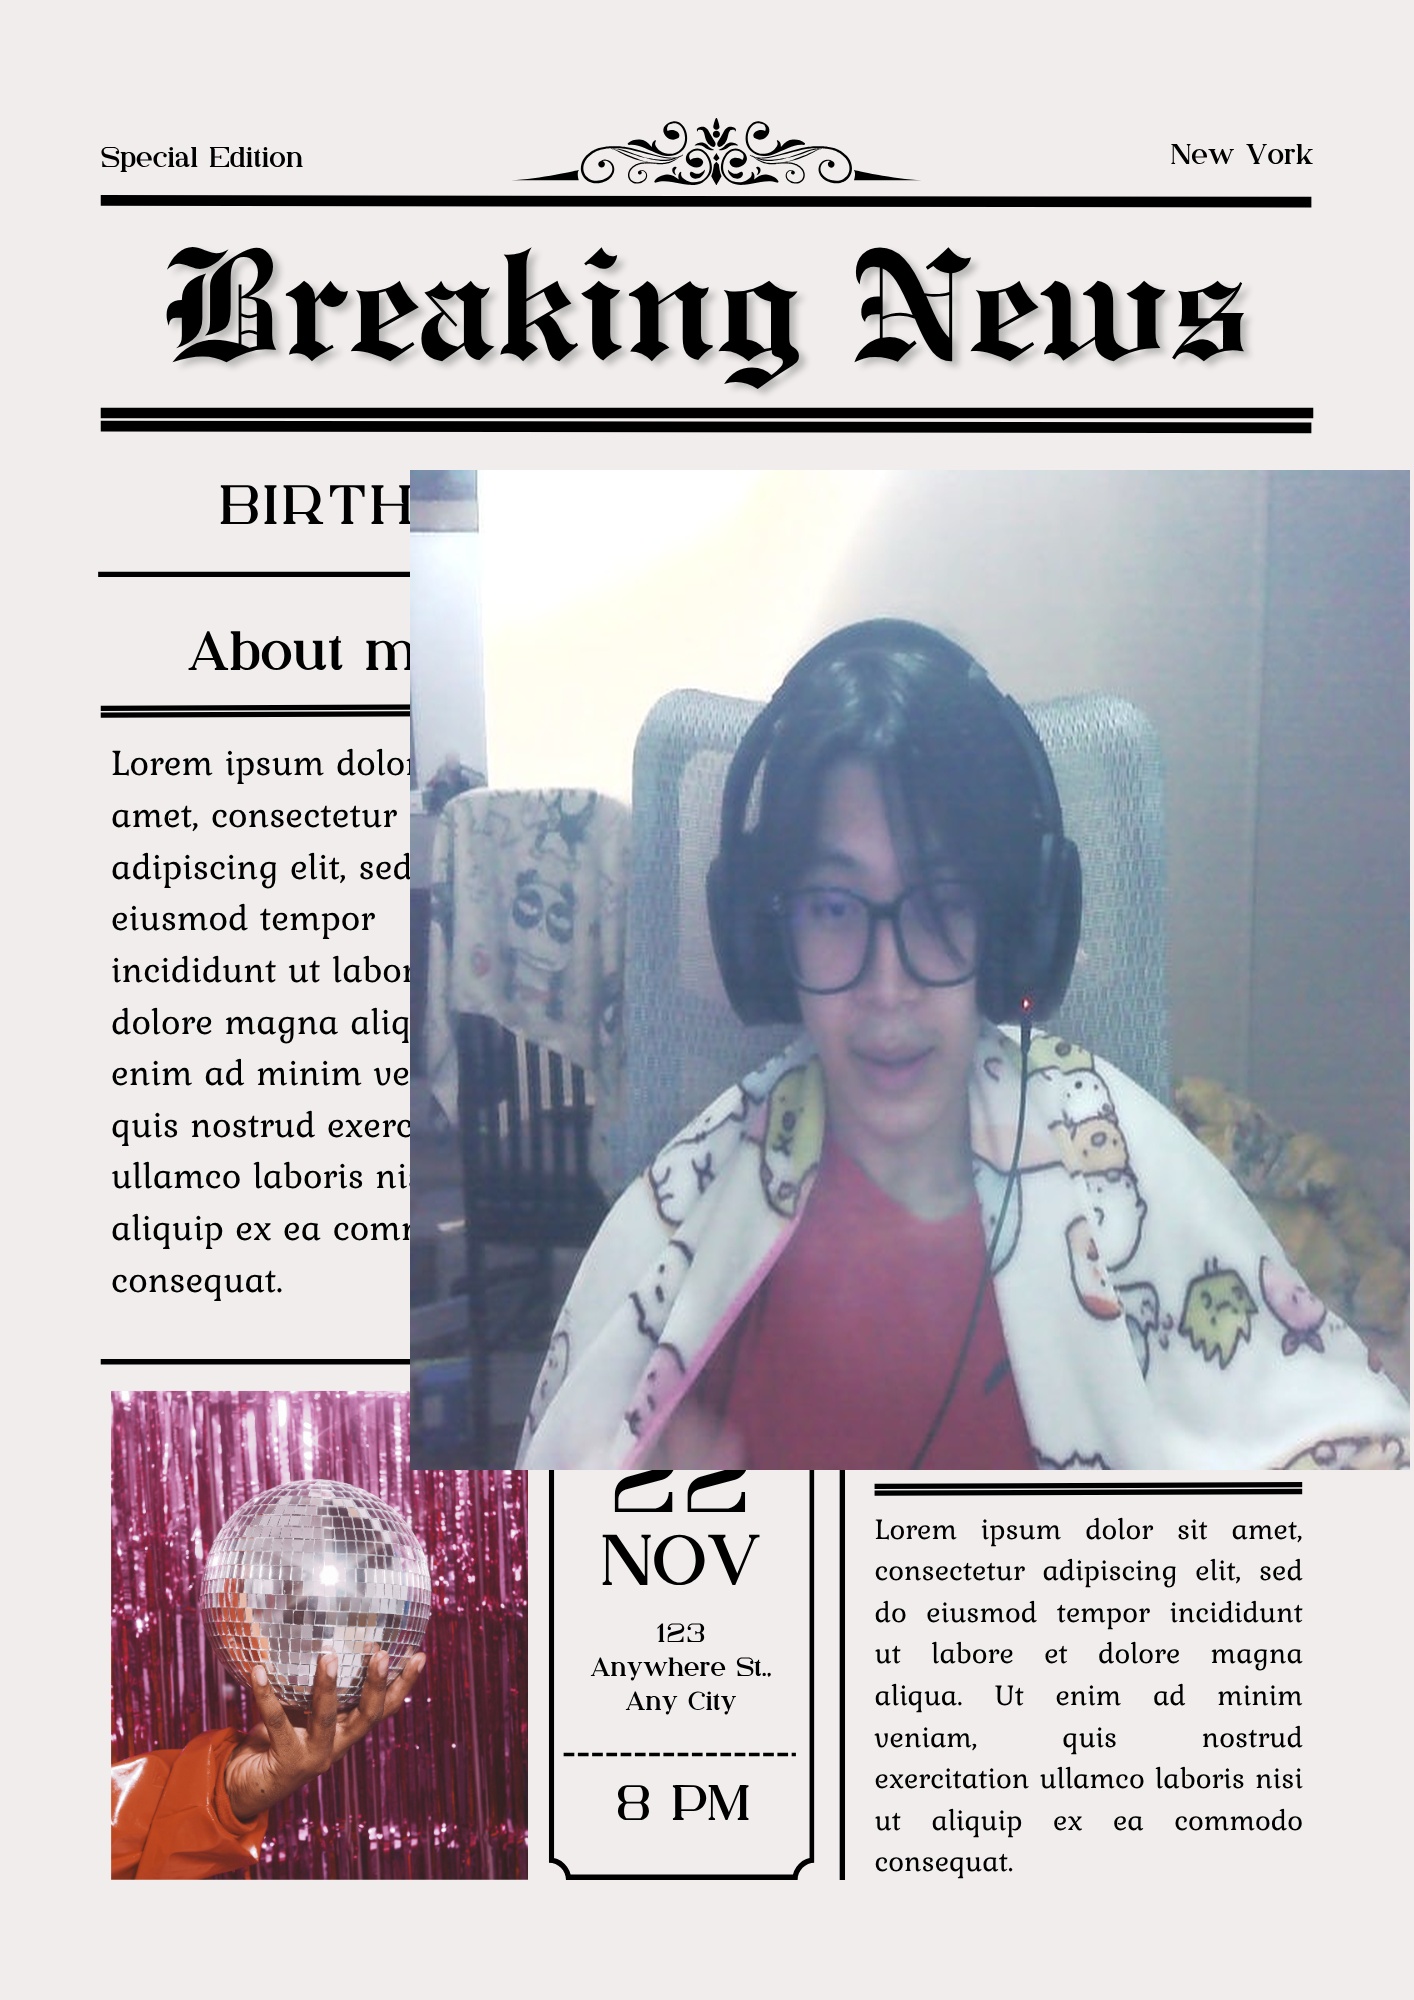 Special Edition
New York
Breaking News
BIRTH
About
Lorem ipsum dolor
amet, consectetur
adipiscing elit, sed
eiusmod tempor
incididunt ut labor
dolore magna aliq
enim ad minim ve
quis nostrud exerc
ullamco laboris ni
aliquip ex ea com
consequat.
22
NOV
123
Anywhere St.,
Any City
8 PM
Lorem ipsum dolor sit amet,
consectetur adipiscing elit, sed
do eiusmod tempor incididunt
ut labore et dolore magna
aliqua. Ut enim ad minim
veniam, quis nostrud
exercitation ullamco laboris nisi
ut aliquip ex ea commodo
consequat.